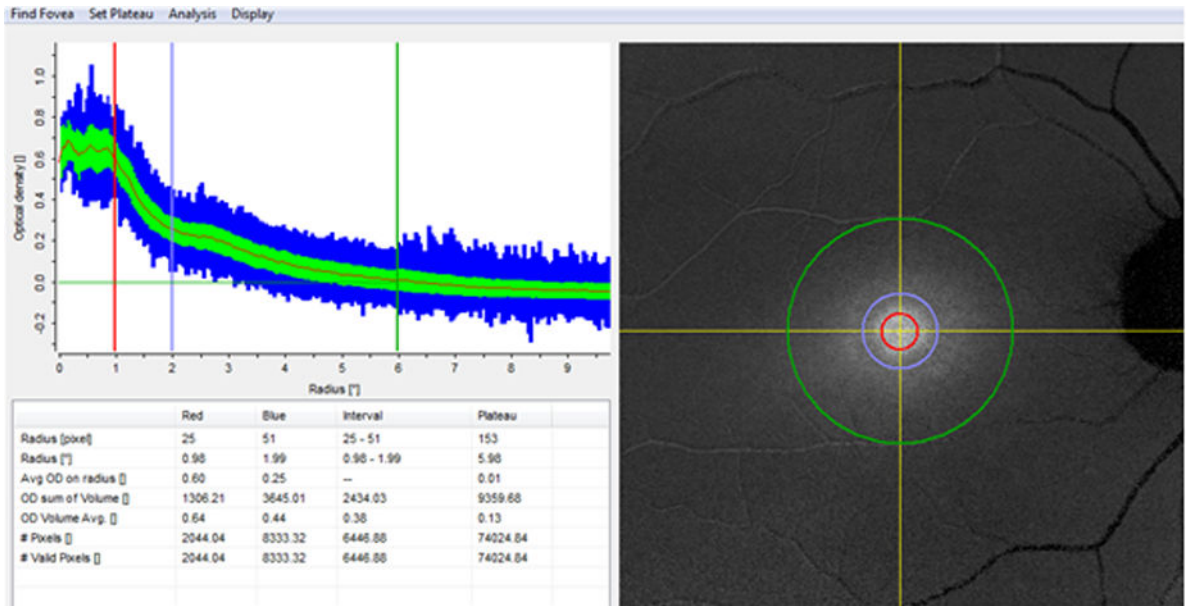 Find Fovea Set Plateau Analysis Display
Optical density []
1.0
0.8
0.6
0.4
0.2
0.0
-0.2
0 1 2 3 4 5 6 7 8 9
Radius [°]
Red Blue Interval Plateau
Radius [pixel] 25 51 25 - 51 153
Radius [°] 0.98 1.99 0.98 - 1.99 5.98
Avg OD on radius [] 0.60 0.25 -- 0.01
OD sum of Volume [] 1306.21 3645.01 2434.03 9359.68
OD Volume Avg. [] 0.64 0.44 0.38 0.13
# Pixels [] 2044.04 8333.32 6446.88 74024.84
# Valid Pixels [] 2044.04 8333.32 6446.88 74024.84